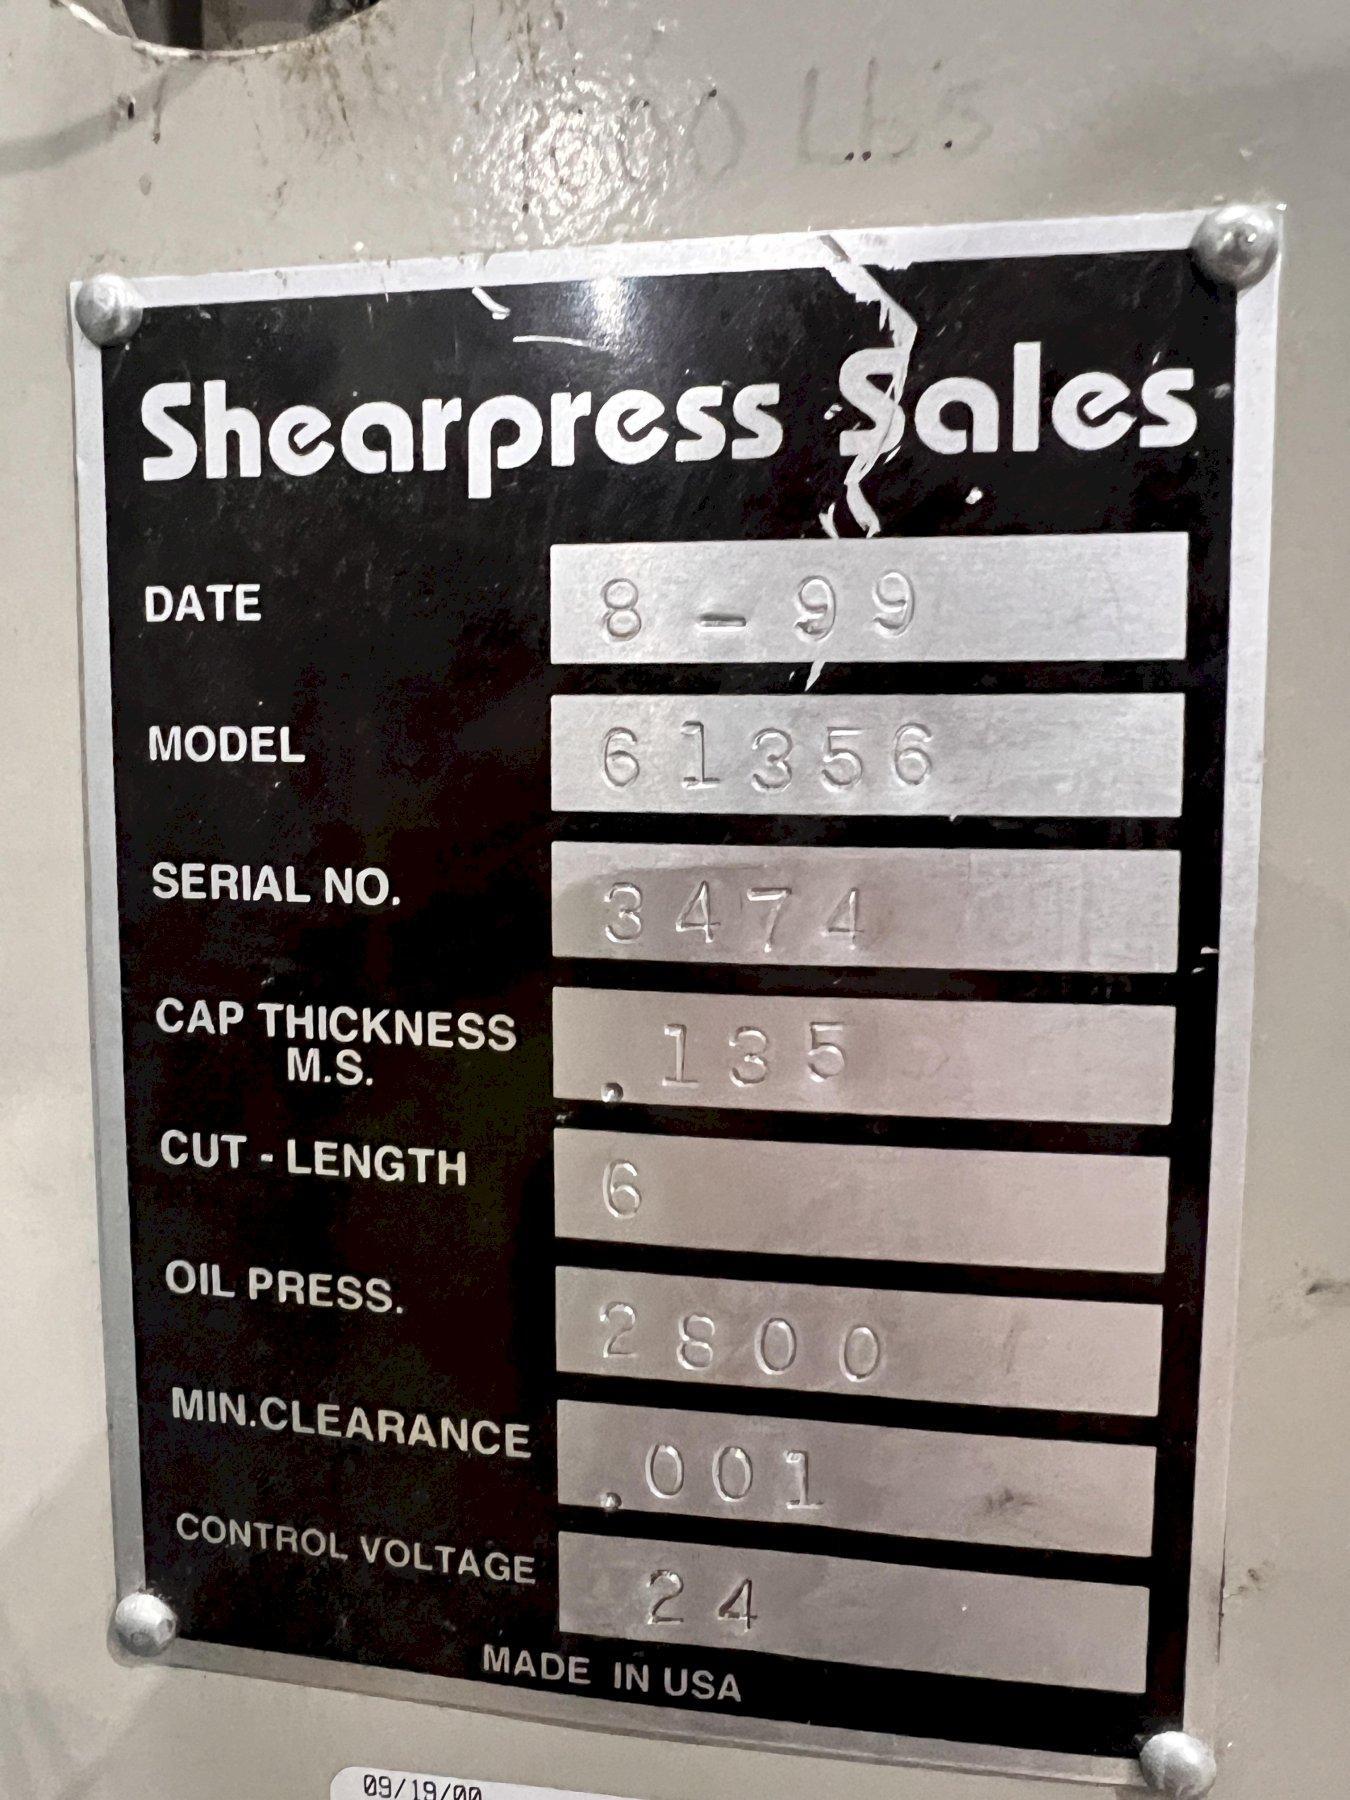 Lbs
Shearpress Sales
DATE 8 - 99
MODEL 61356
SERIAL NO. 3474
CAP THICKNESS .135
M.S.
CUT - LENGTH 6
OIL PRESS. 2800
MIN.CLEARANCE .001
CONTROL VOLTAGE 24
MADE IN USA
09/19/00